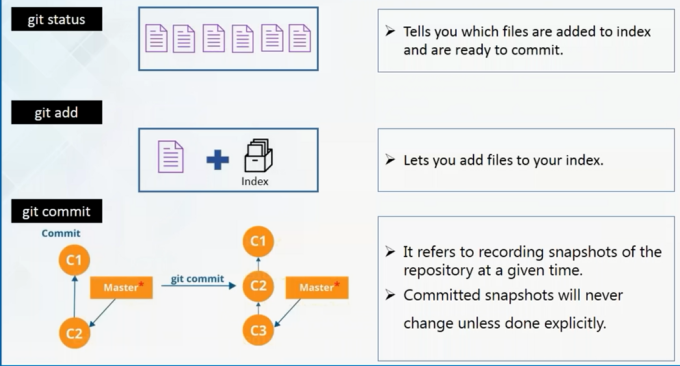 git status
➤ Tells you which files are added to index
and are ready to commit.
git add
Index
➤ Lets you add files to your index.
git commit
Commit
C1
Master*
C2
git commit
C1
C2
Master*
C3
➤ It refers to recording snapshots of the
repository at a given time.
➤ Committed snapshots will never
change unless done explicitly.